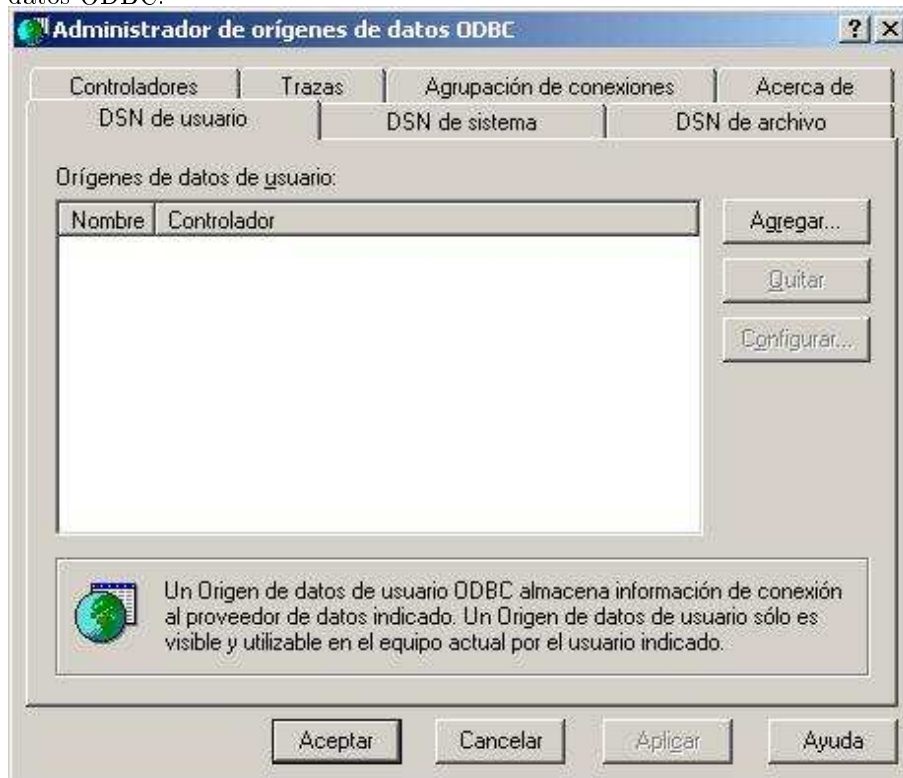 datos ODBC.
Administrador de orígenes de datos ODBC
Controladores Trazas Agrupación de conexiones Acerca de
DSN de usuario DSN de sistema DSN de archivo
Orígenes de datos de usuario:
Nombre Controlador
Agregar...
Quitar
Configurar...
Un Origen de datos de usuario ODBC almacena información de conexión
al proveedor de datos indicado. Un Origen de datos de usuario sólo es
visible y utilizable en el equipo actual por el usuario indicado.
Aceptar Cancelar Aplicar Ayuda